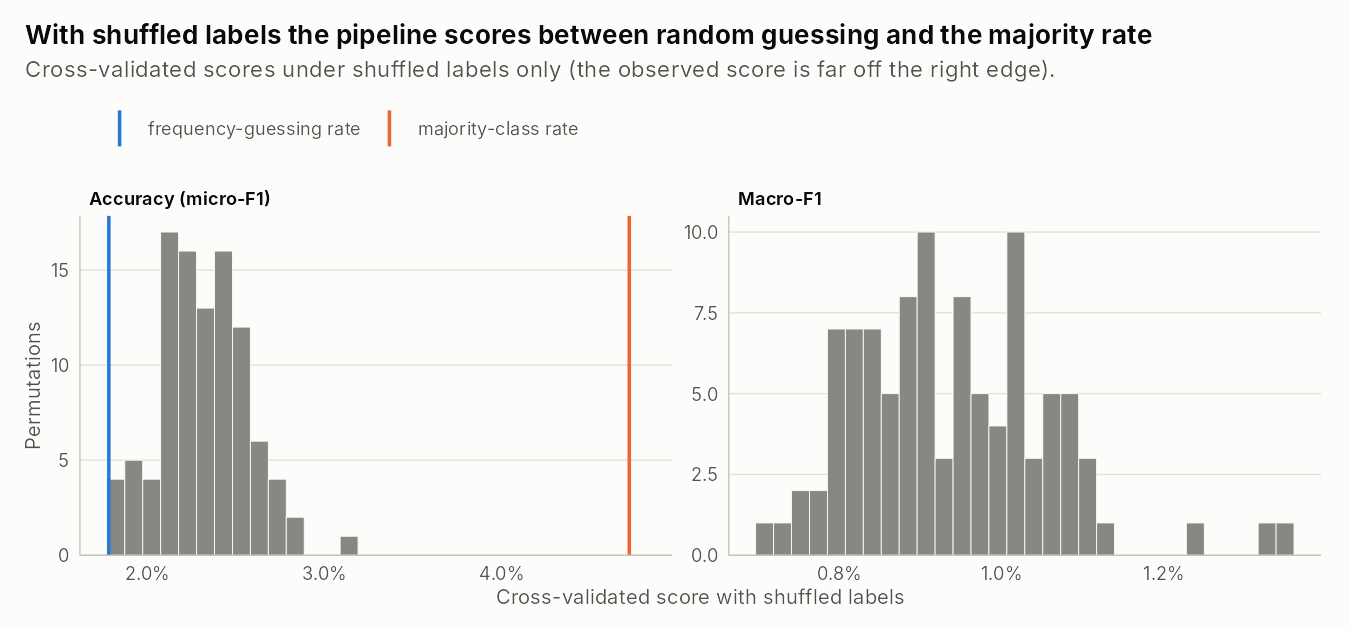 With shuffled labels the pipeline scores between random guessing and the majority rate
Cross-validated scores under shuffled labels only (the observed score is far off the right edge).
frequency-guessing rate majority-class rate
Accuracy (micro-F1)
Permutations
15
10
5
0
2.0% 3.0% 4.0%
Macro-F1
10.0
7.5
5.0
2.5
0.0
0.8% 1.0% 1.2%
Cross-validated score with shuffled labels